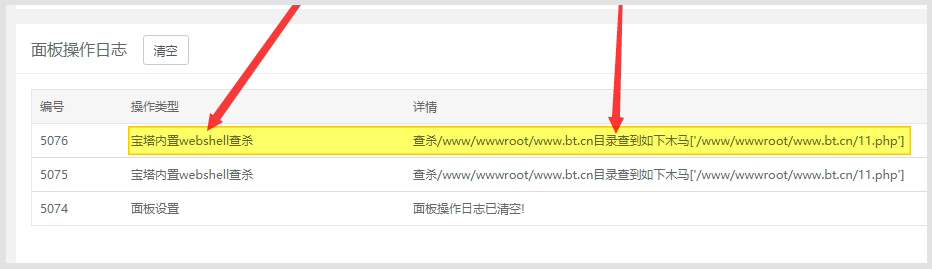 面板操作日志 清空
编号 操作类型 详情
5076 宝塔内置webshell查杀 查杀/www/wwwroot/www.bt.cn目录查到如下木马['/www/wwwroot/www.bt.cn/11.php']
5075 宝塔内置webshell查杀 查杀/www/wwwroot/www.bt.cn目录查到如下木马['/www/wwwroot/www.bt.cn/11.php']
5074 面板设置 面板操作日志已清空!